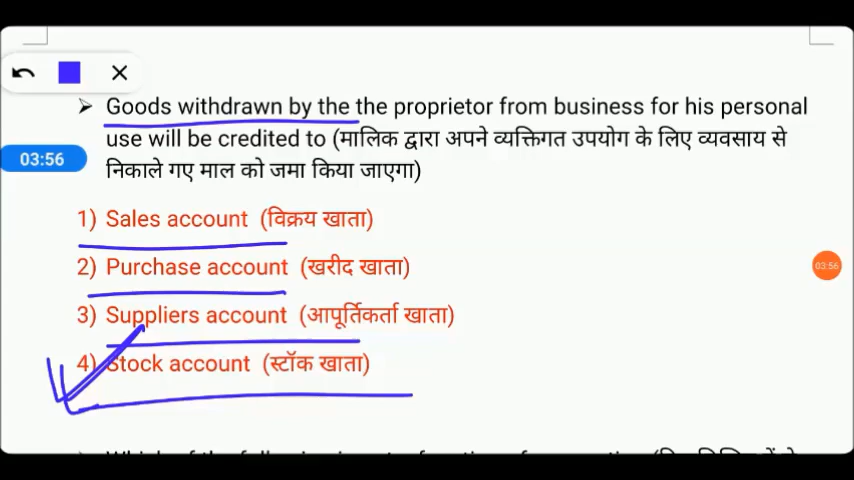 03:56
➤ Goods withdrawn by the the proprietor from business for his personal
use will be credited to (मालिक द्वारा अपने व्यक्तिगत उपयोग के लिए व्यवसाय से
निकाले गए माल को जमा किया जाएगा)
1) Sales account (विक्रय खाता)
2) Purchase account (खरीद खाता)
03:56
3) Suppliers account (आपूर्तिकर्ता खाता)
4) Stock account (स्टॉक खाता)